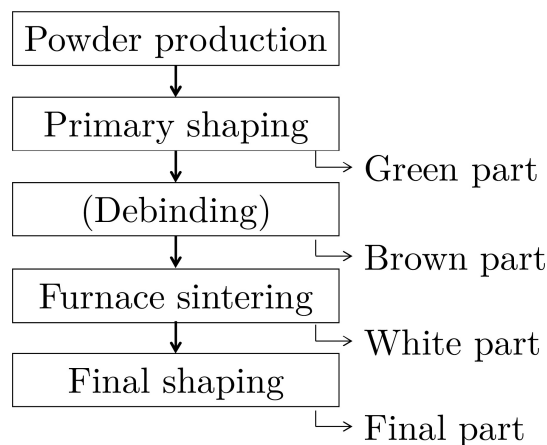 Powder production
Primary shaping
Green part
(Debinding)
Brown part
Furnace sintering
White part
Final shaping
Final part